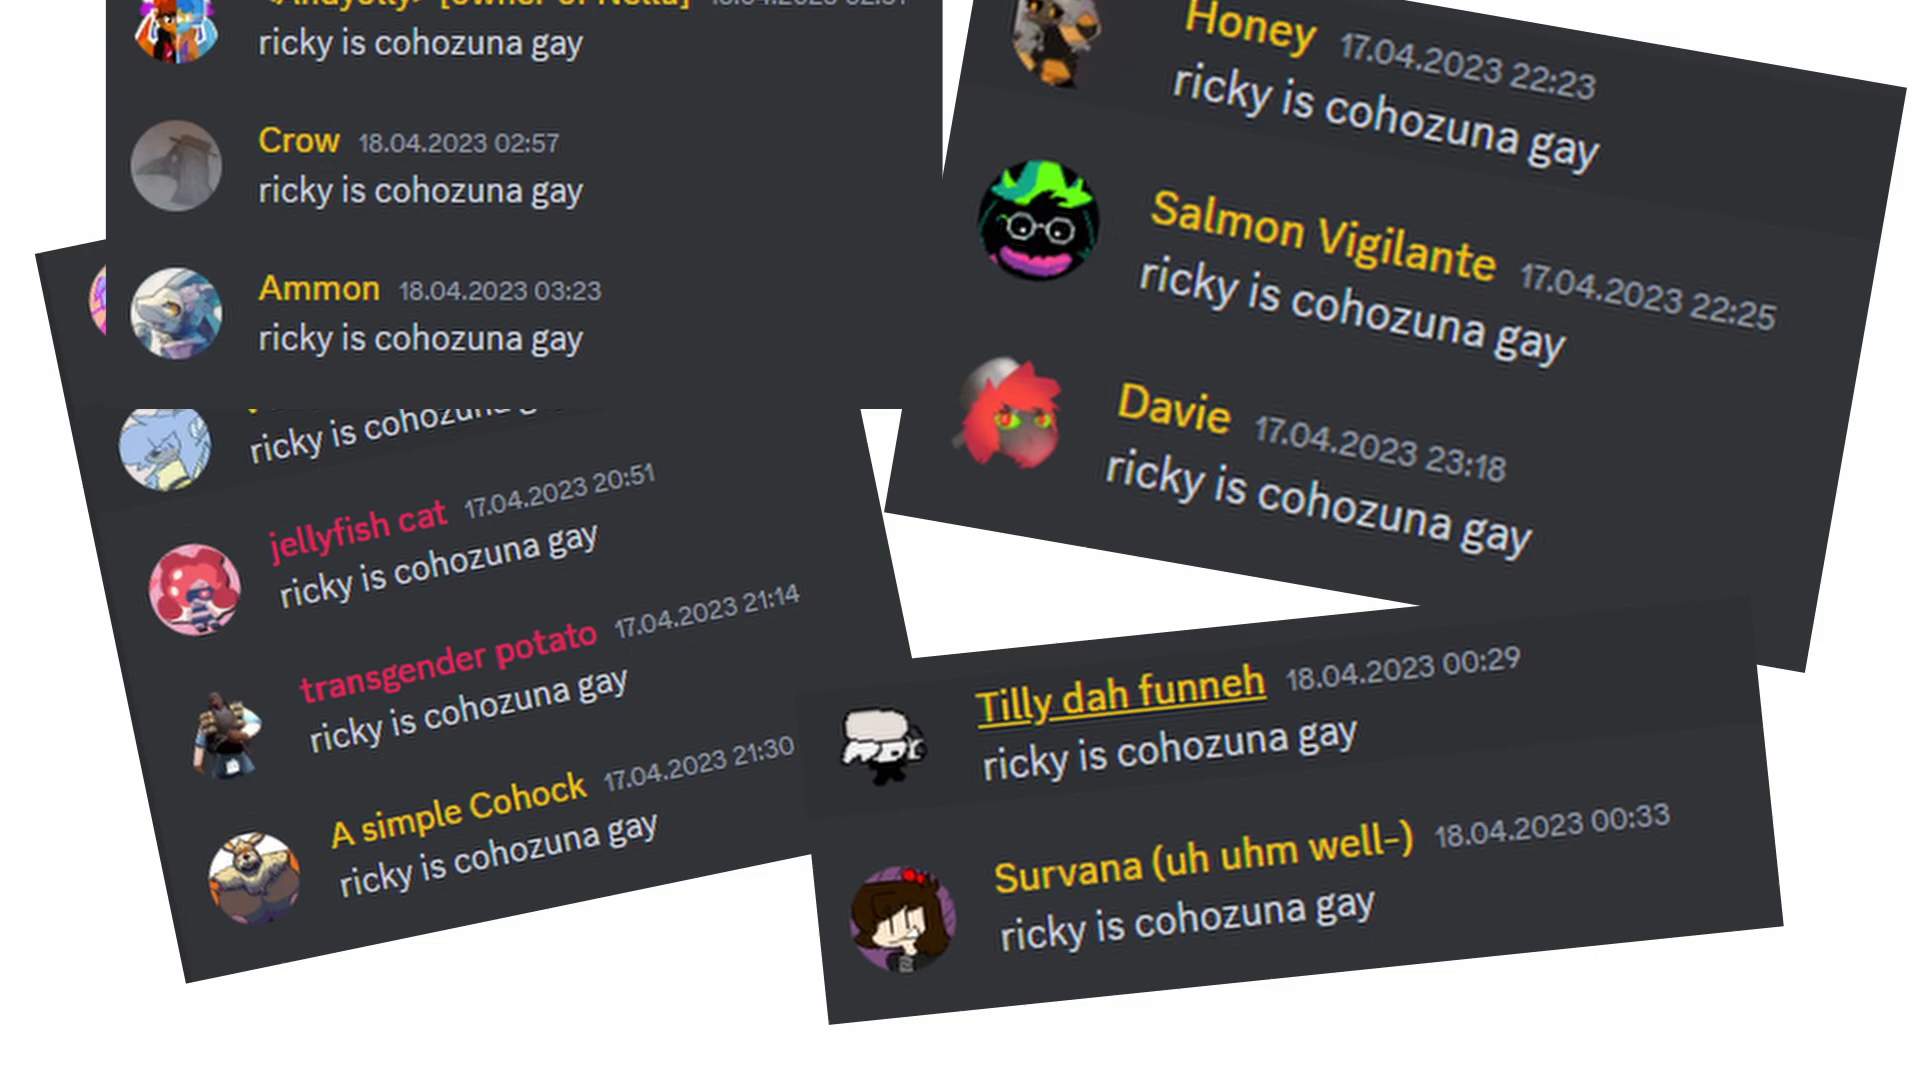 ricky is cohozuna gay
Crow 18.04.2023 02:57
ricky is cohozuna gay
Ammon 18.04.2023 03:23
ricky is cohozuna gay
ricky is cohozuna
jellyfish cat 17.04.2023 20:51
ricky is cohozuna gay
transgender potato 17.04.2023 21:14
ricky is cohozuna gay
A simple Cohock 17.04.2023 21:30
ricky is cohozuna gay
Honey 17.04.2023 22:23
ricky is cohozuna gay
Salmon Vigilante 17.04.2023 22:25
ricky is cohozuna gay
Davie 17.04.2023 23:18
ricky is cohozuna gay
Tilly dah funneh 18.04.2023 00:29
ricky is cohozuna gay
Survana (uh uhm well-) 18.04.2023 00:33
ricky is cohozuna gay